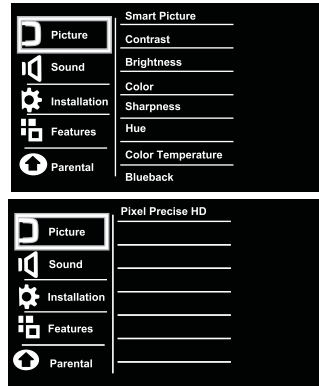 Picture
Sound
Installation
Features
Parental
Smart Picture
Contrast
Brightness
Color
Sharpness
Hue
Color Temperature
Blueback
Picture
Sound
Installation
Features
Parental
Pixel Precise HD